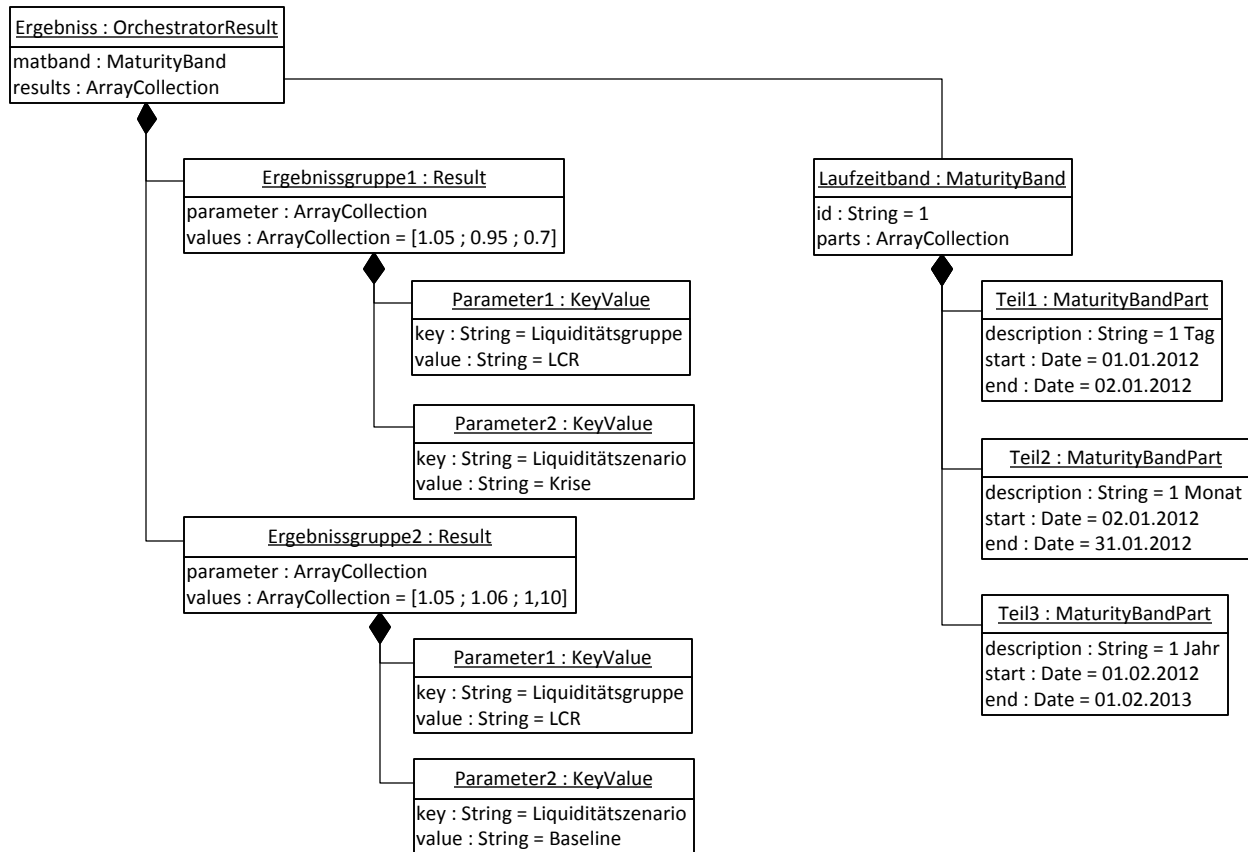 Ergebniss : OrchestratorResult
matband : MaturityBand
results : ArrayCollection
Ergebnissgruppe1 : Result
parameter : ArrayCollection
values : ArrayCollection = [1.05 ; 0.95 ; 0.7]
Parameter1 : KeyValue
key : String = Liquiditätsgruppe
value : String = LCR
Parameter2 : KeyValue
key : String = Liquiditätszenario
value : String = Krise
Ergebnissgruppe2 : Result
parameter : ArrayCollection
values : ArrayCollection = [1.05 ; 1.06 ; 1,10]
Parameter1 : KeyValue
key : String = Liquiditätsgruppe
value : String = LCR
Parameter2 : KeyValue
key : String = Liquiditätszenario
value : String = Baseline
Laufzeitband : MaturityBand
id : String = 1
parts : ArrayCollection
Teil1 : MaturityBandPart
description : String = 1 Tag
start : Date = 01.01.2012
end : Date = 02.01.2012
Teil2 : MaturityBandPart
description : String = 1 Monat
start : Date = 02.01.2012
end : Date = 31.01.2012
Teil3 : MaturityBandPart
description : String = 1 Jahr
start : Date = 01.02.2012
end : Date = 01.02.2013